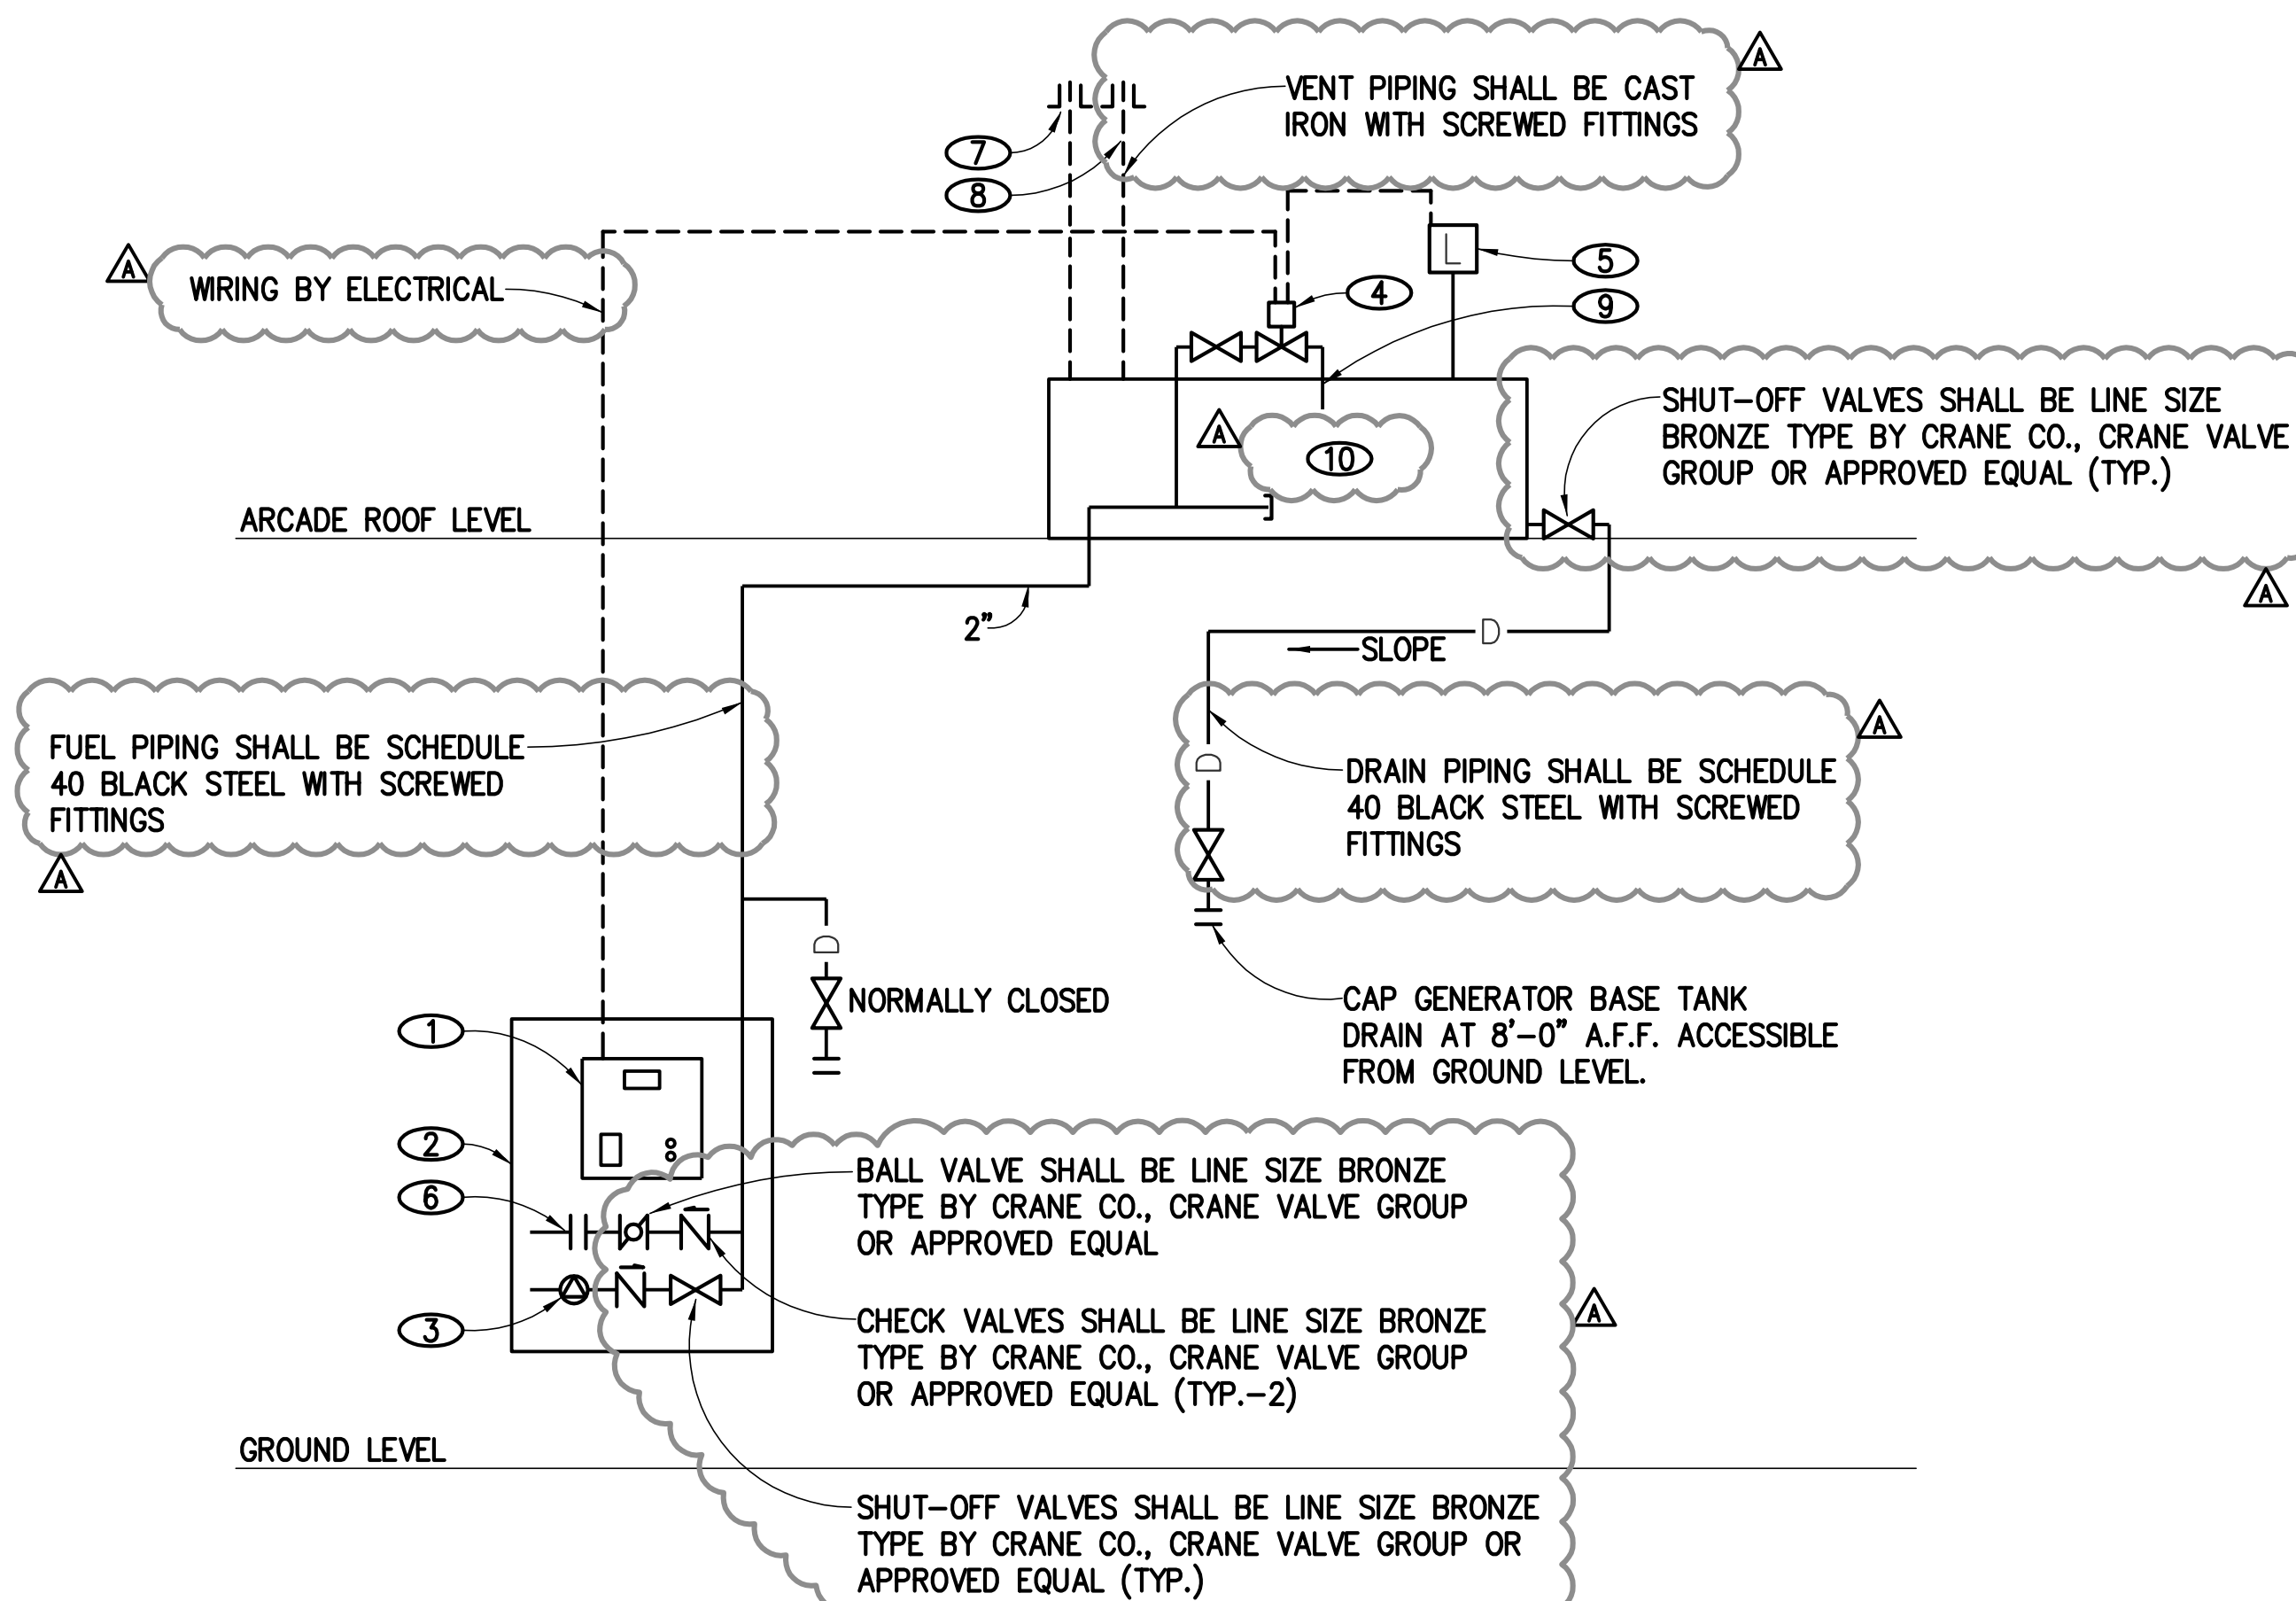 A
VENT PIPING SHALL BE CAST
IRON WITH SCREWED FITTINGS
7
8
A
WIRING BY ELECTRICAL
L
5
4
9
SHUT-OFF VALVES SHALL BE LINE SIZE
BRONZE TYPE BY CRANE CO., CRANE VALVE
GROUP OR APPROVED EQUAL (TYP.)
A
10
ARCADE ROOF LEVEL
A
2"
D
SLOPE
FUEL PIPING SHALL BE SCHEDULE
40 BLACK STEEL WITH SCREWED
FITTINGS
A
A
D
DRAIN PIPING SHALL BE SCHEDULE
40 BLACK STEEL WITH SCREWED
FITTINGS
D
NORMALLY CLOSED
CAP GENERATOR BASE TANK
DRAIN AT 8'-0" A.F.F. ACCESSIBLE
FROM GROUND LEVEL.
1
2
6
3
BALL VALVE SHALL BE LINE SIZE BRONZE
TYPE BY CRANE CO., CRANE VALVE GROUP
OR APPROVED EQUAL
CHECK VALVES SHALL BE LINE SIZE BRONZE
TYPE BY CRANE CO., CRANE VALVE GROUP
OR APPROVED EQUAL (TYP.-2)
A
GROUND LEVEL
SHUT-OFF VALVES SHALL BE LINE SIZE BRONZE
TYPE BY CRANE CO., CRANE VALVE GROUP OR
APPROVED EQUAL (TYP.)